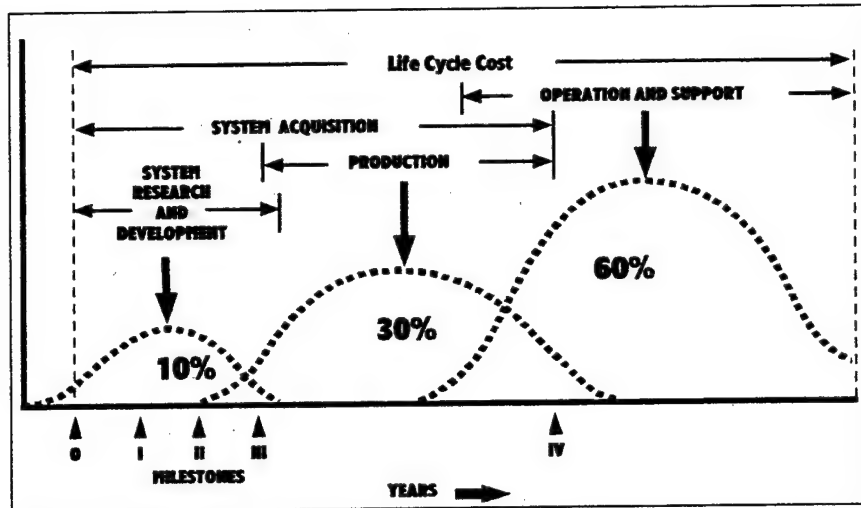 Life Cycle Cost
OPERATION AND SUPPORT
SYSTEM ACQUISITION
PRODUCTION
SYSTEM
RESEARCH
AND
DEVELOPMENT
60%
30%
10%
0 I II III IV
MILESTONES
YEARS